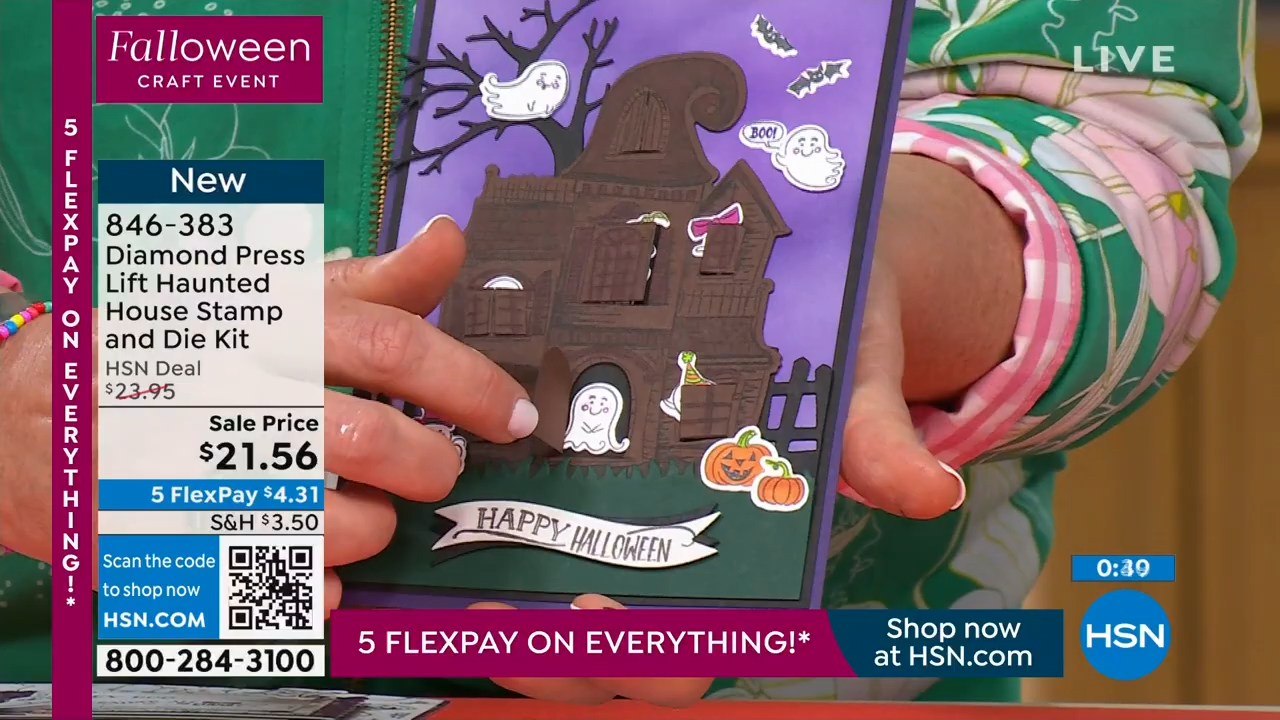 Falloween
CRAFT EVENT
5 FLEXPAY ON EVERYTHING!*
New
846-383
Diamond Press
Lift Haunted
House Stamp
and Die Kit
HSN Deal
$23.95
Sale Price
$21.56
5 FlexPay $4.31
S&H $3.50
Scan the code
to shop now
HSN.COM
800-284-3100
LIVE
BOO!
HAPPY HALLOWEEN
5 FLEXPAY ON EVERYTHING!*
Shop now
at HSN.com
HSN